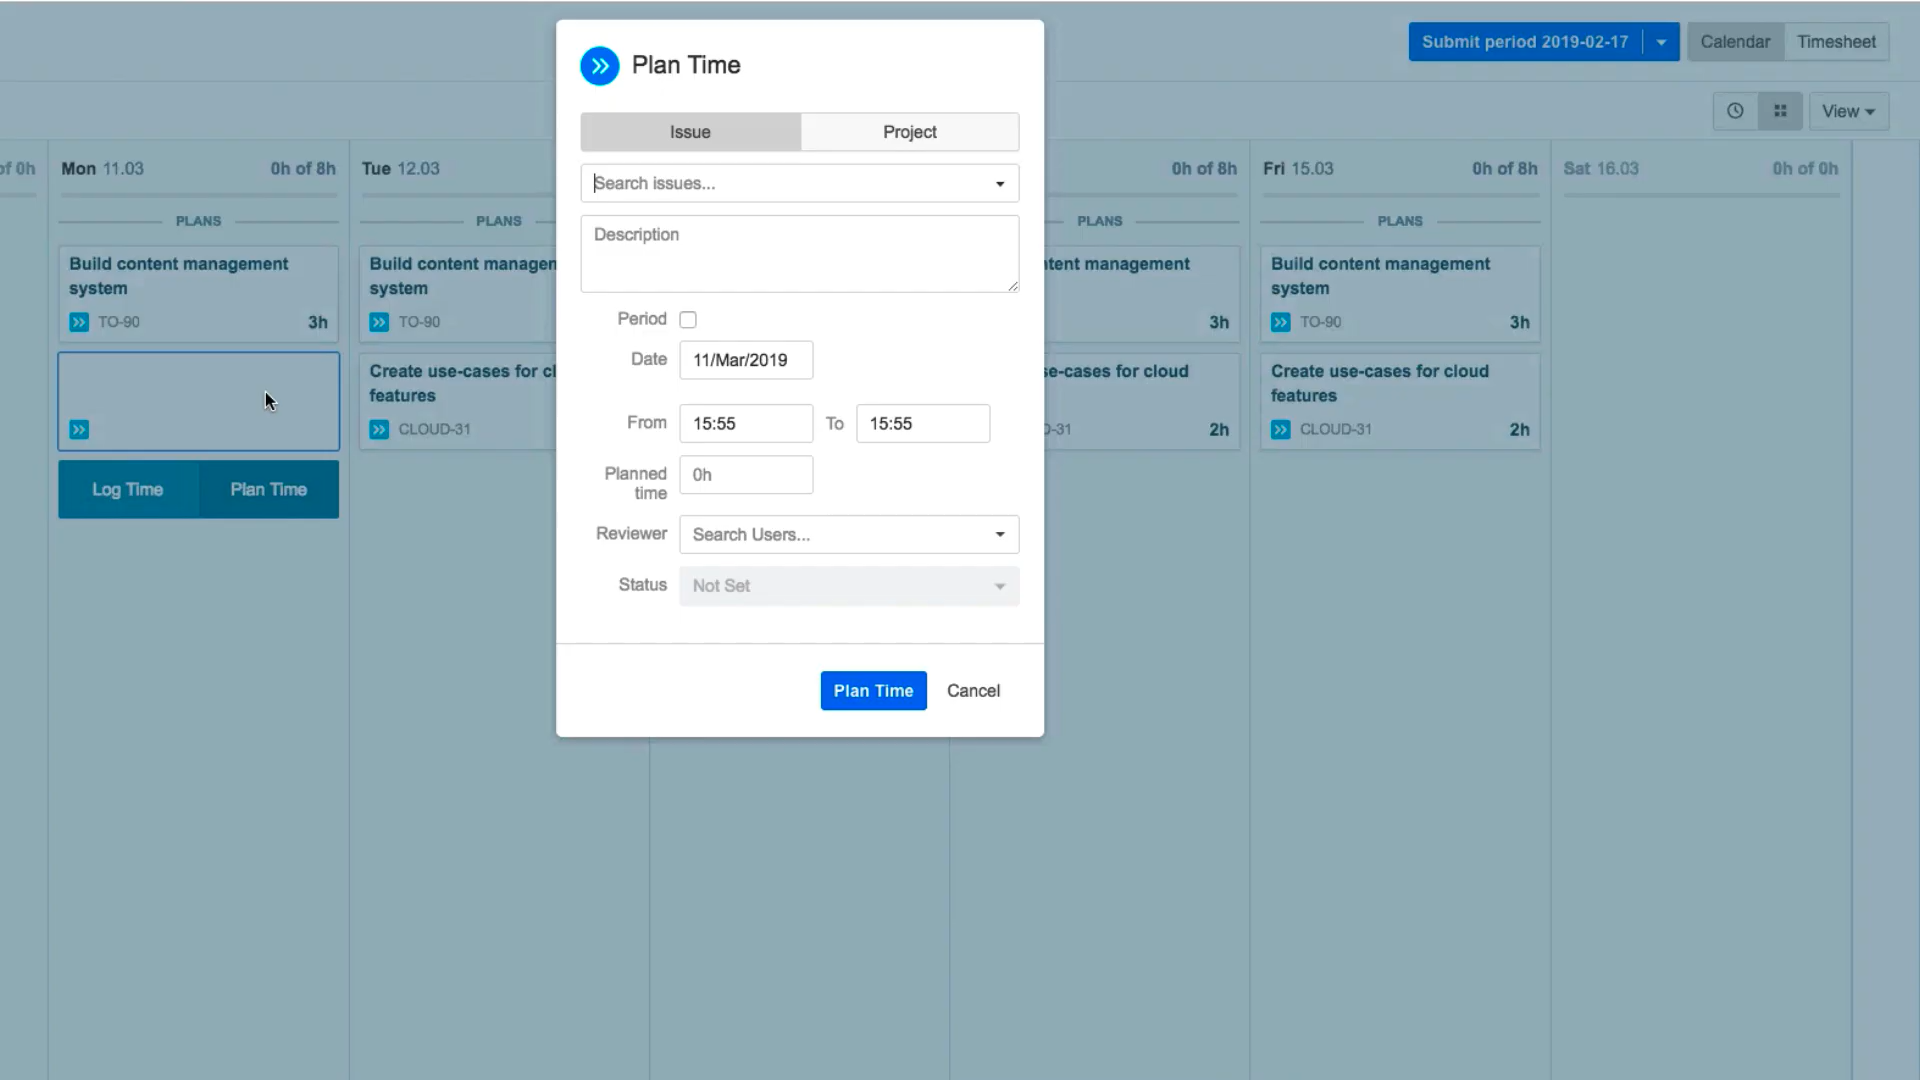 Submit period 2019-02-17
Calendar
Timesheet
View
of 0h
Mon 11.03
0h of 8h
Tue 12.03
0h of 8h
Fri 15.03
0h of 8h
Sat 16.03
0h of 0h
PLANS
PLANS
PLANS
PLANS
Build content management
system
TO-90
3h
Log Time
Plan Time
Build content managen
system
TO-90
Create use-cases for cl
features
CLOUD-31
Plan Time
Issue
Project
Search issues...
Description
Period
Date
11/Mar/2019
From
15:55
To
15:55
Planned
time
0h
Reviewer
Search Users...
Status
Not Set
Plan Time
Cancel
ntent management
3h
se-cases for cloud
D-31
2h
Build content management
system
TO-90
3h
Create use-cases for cloud
features
CLOUD-31
2h